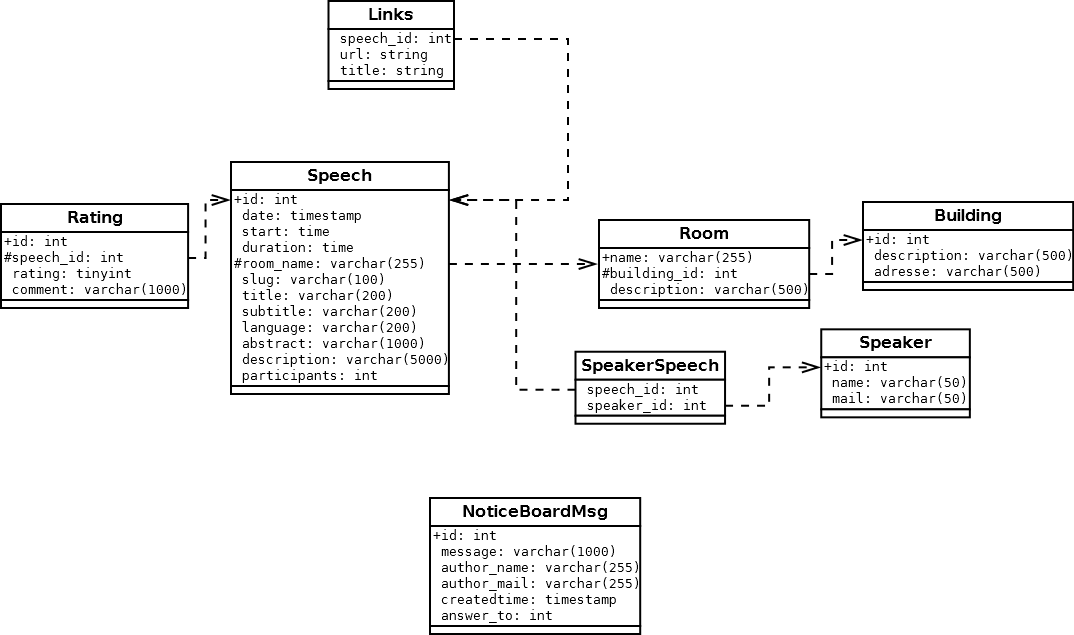 Links
speech_id: int
url: string
title: string
Speech
+id: int
date: timestamp
start: time
duration: time
#room_name: varchar(255)
slug: varchar(100)
title: varchar(200)
subtitle: varchar(200)
language: varchar(200)
abstract: varchar(1000)
description: varchar(5000)
participants: int
Rating
+id: int
#speech_id: int
rating: tinyint
comment: varchar(1000)
Room
+name: varchar(255)
#building_id: int
description: varchar(500)
Building
+id: int
description: varchar(500)
adresse: varchar(500)
SpeakerSpeech
speech_id: int
speaker_id: int
Speaker
+id: int
name: varchar(50)
mail: varchar(50)
NoticeBoardMsg
+id: int
message: varchar(1000)
author_name: varchar(255)
author_mail: varchar(255)
createdtime: timestamp
answer_to: int